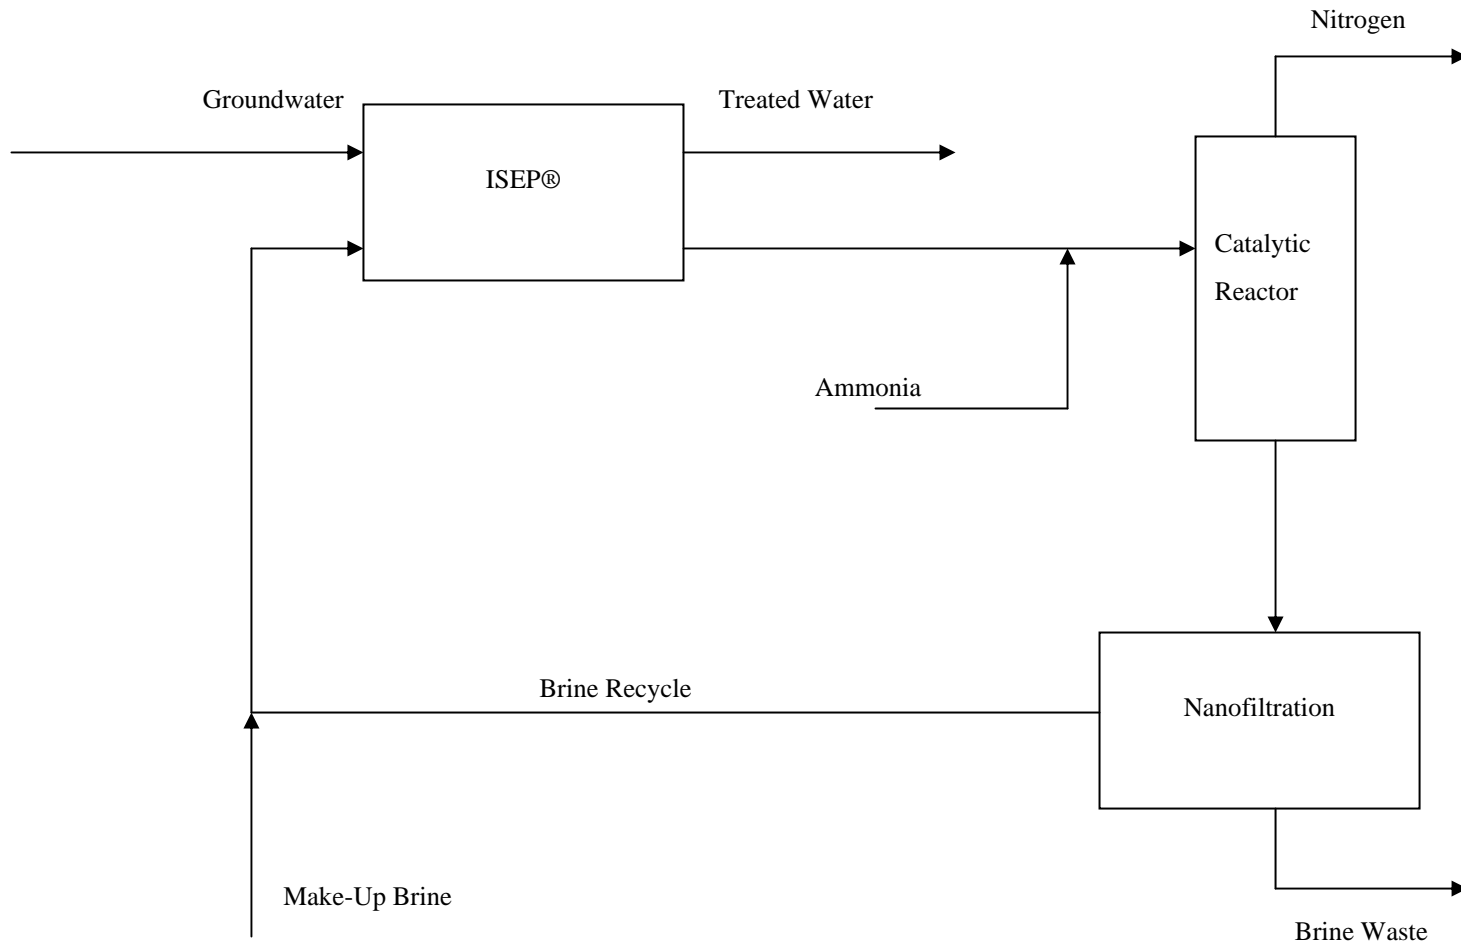 Nitrogen
Groundwater
Treated Water
ISEP®
Catalytic
Reactor
Ammonia
Brine Recycle
Nanofiltration
Make-Up Brine
Brine Waste